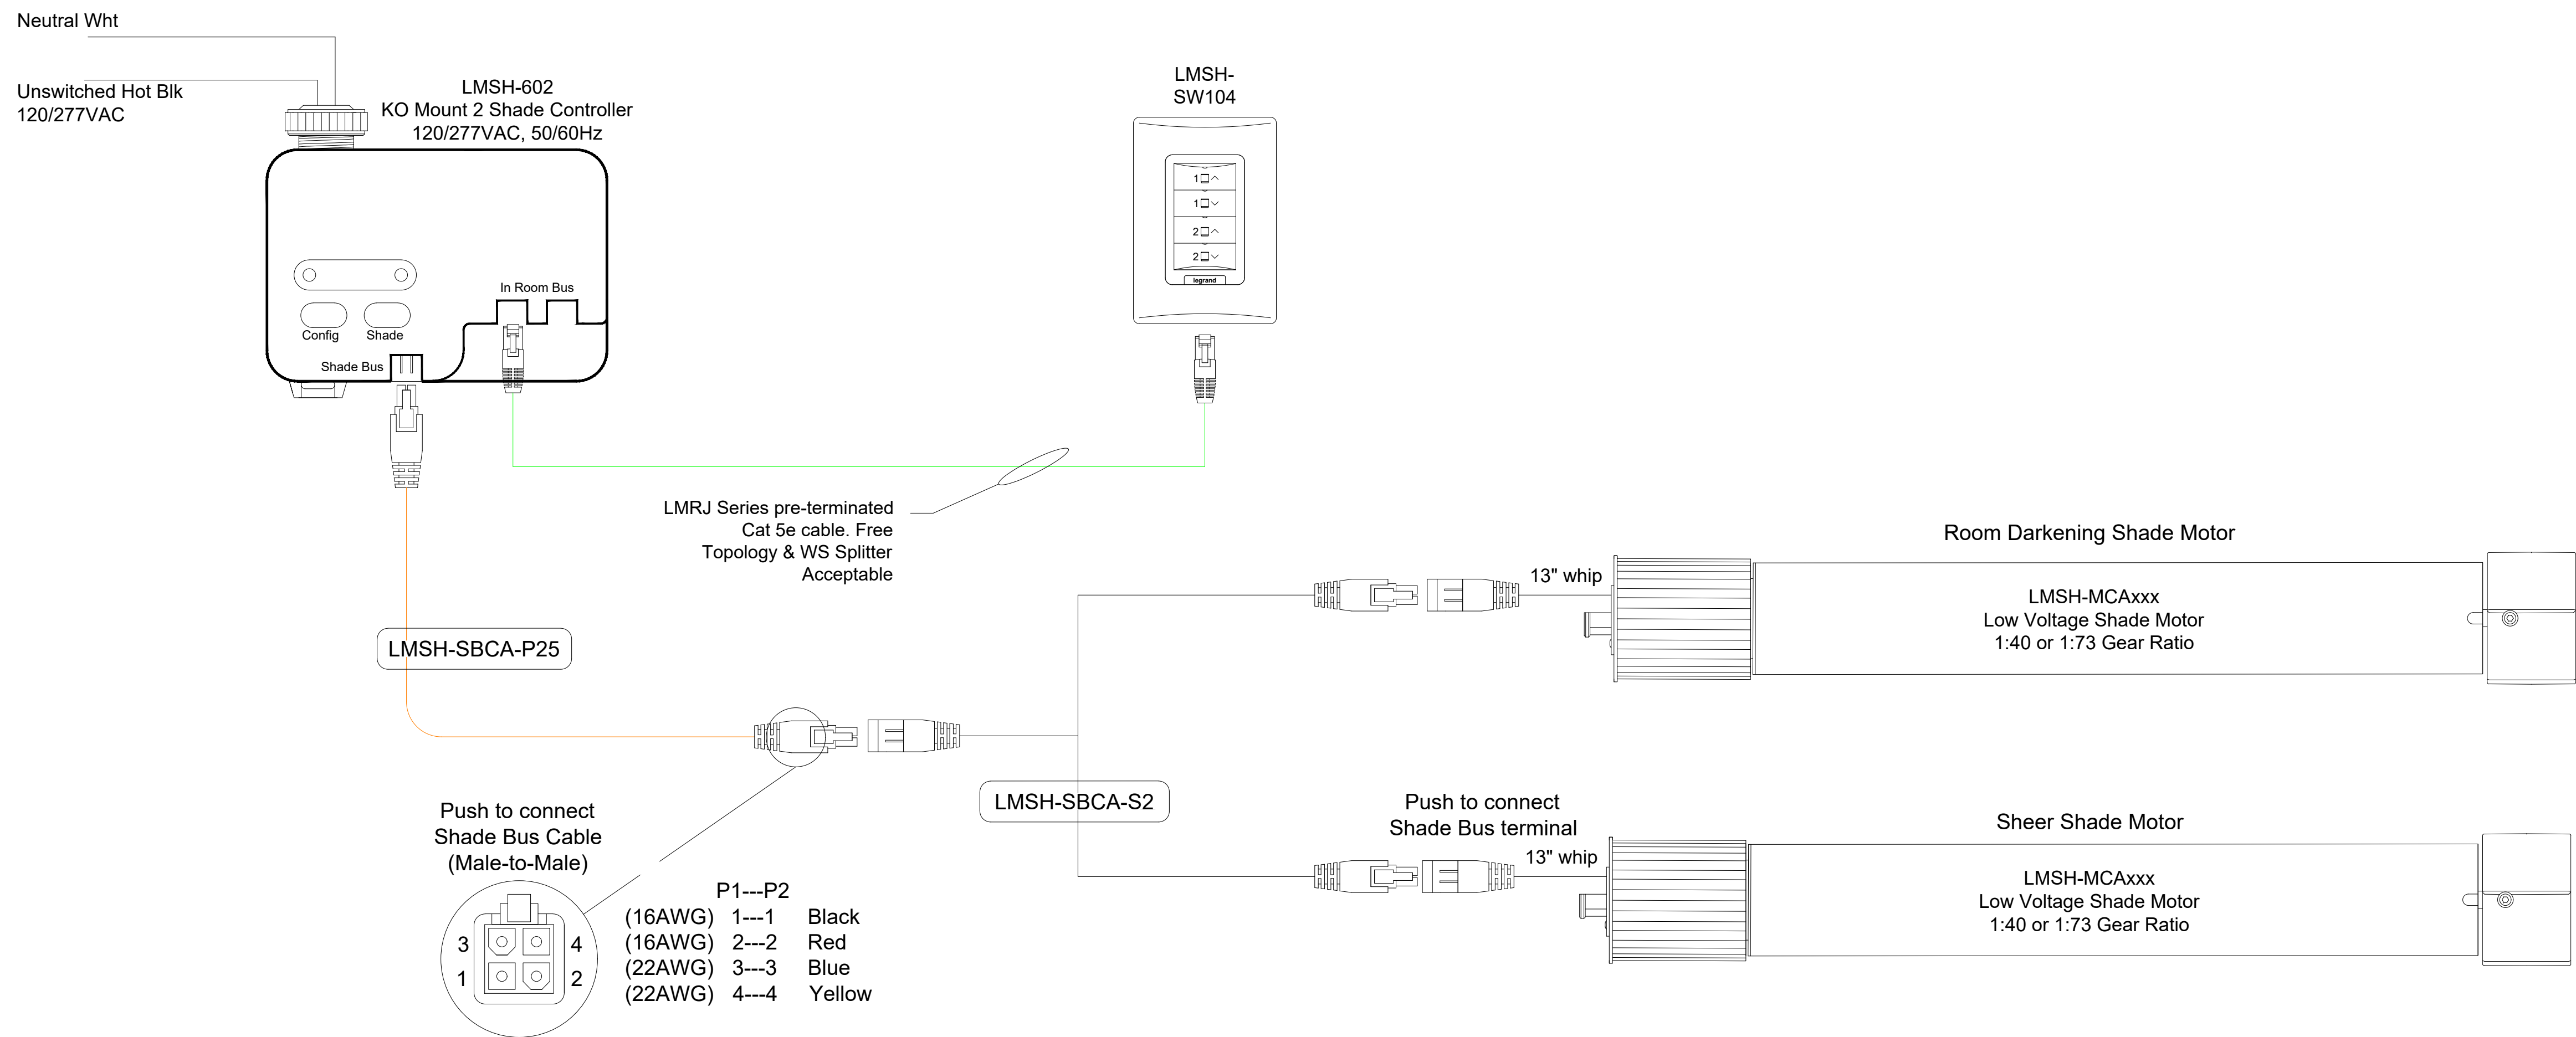 Neutral Wht
Unswitched Hot Blk
120/277VAC
LMSH-602
KO Mount 2 Shade Controller
120/277VAC, 50/60Hz
In Room Bus
Config
Shade
Shade Bus
LMSH-
SW104
1
1
2
2
legrand
LMRJ Series pre-terminated
Cat 5e cable. Free
Topology & WS Splitter
Acceptable
LMSH-SBCA-P25
Room Darkening Shade Motor
13" whip
LMSH-MCAxxx
Low Voltage Shade Motor
1:40 or 1:73 Gear Ratio
LMSH-SBCA-S2
Push to connect
Shade Bus terminal
13" whip
Sheer Shade Motor
LMSH-MCAxxx
Low Voltage Shade Motor
1:40 or 1:73 Gear Ratio
Push to connect
Shade Bus Cable
(Male-to-Male)
3 4
1 2
P1---P2
(16AWG) 1---1 Black
(16AWG) 2---2 Red
(22AWG) 3---3 Blue
(22AWG) 4---4 Yellow